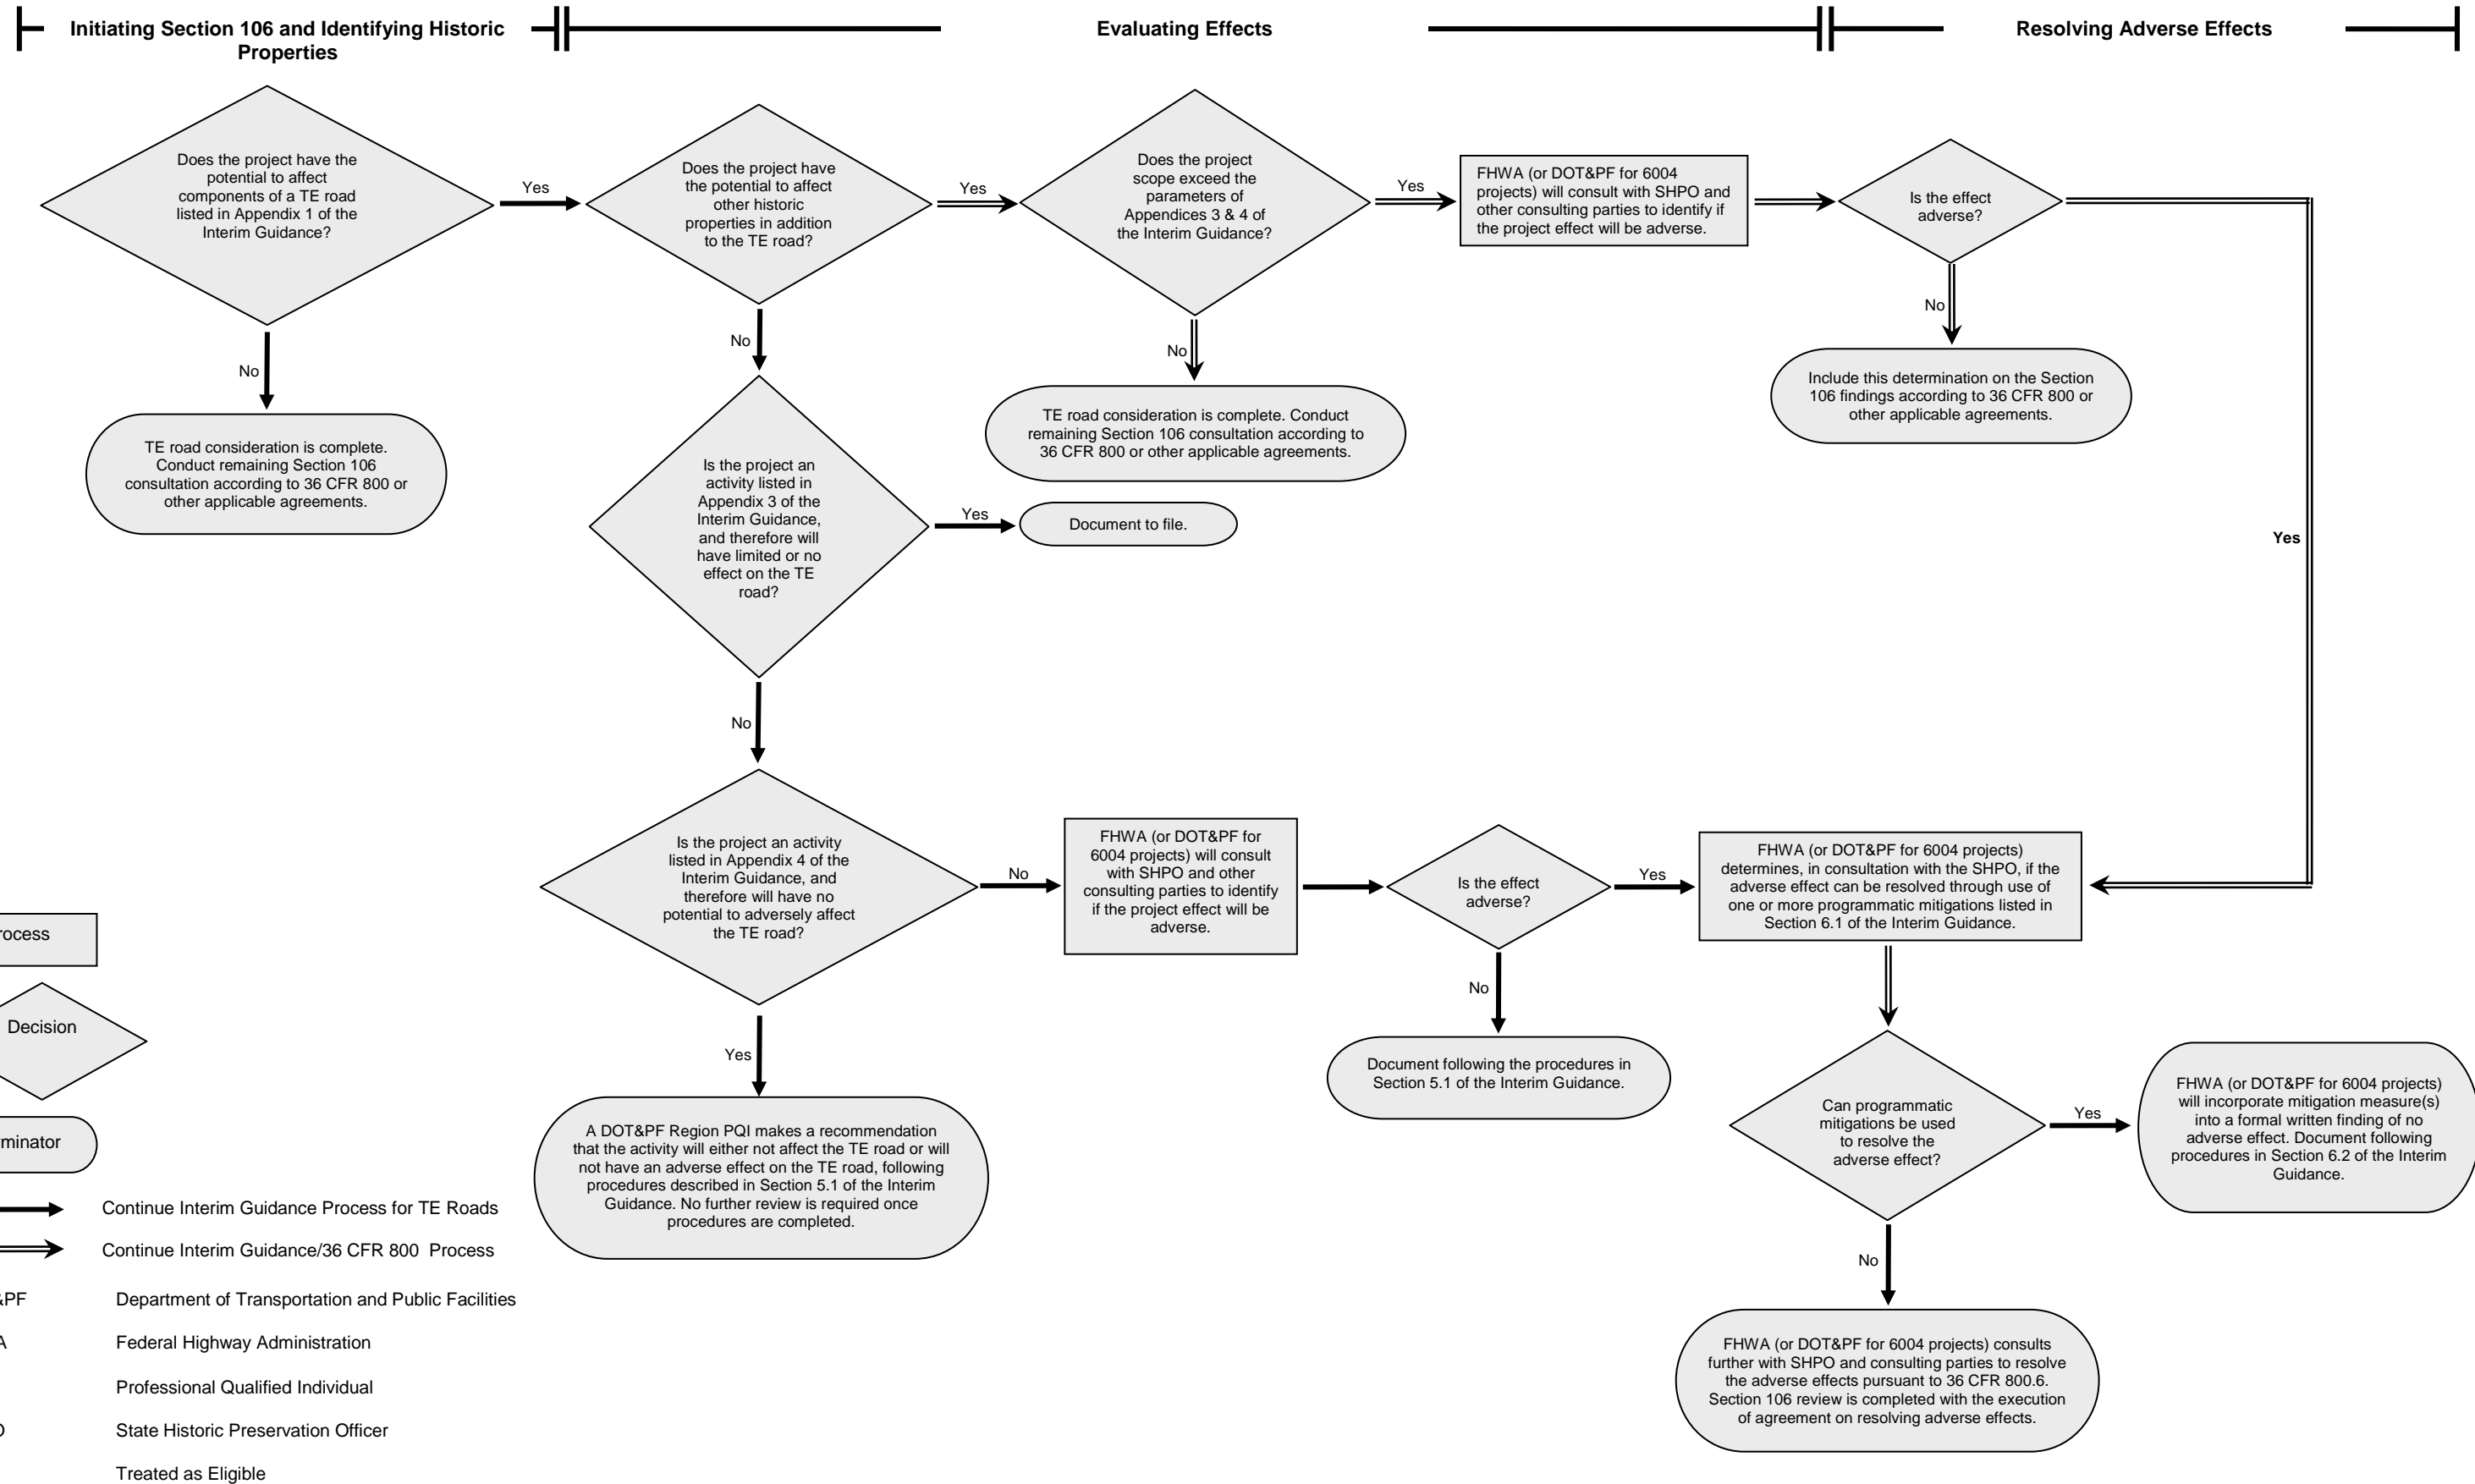 Initiating Section 106 and Identifying Historic
Properties
Evaluating Effects
Resolving Adverse Effects
Does the project have the
potential to affect
components of a TE road
listed in Appendix 1 of the
Interim Guidance?
Yes
Does the project have
the potential to affect
other historic
properties in addition
to the TE road?
Yes
Does the project
scope exceed the
parameters of
Appendices 3 & 4 of
the Interim Guidance?
Yes
FHWA (or DOT&PF for 6004
projects) will consult with SHPO and
other consulting parties to identify if
the project effect will be adverse.
Is the effect
adverse?
No
No
No
No
TE road consideration is complete.
Conduct remaining Section 106
consultation according to 36 CFR 800 or
other applicable agreements.
TE road consideration is complete. Conduct
remaining Section 106 consultation according to
36 CFR 800 or other applicable agreements.
Include this determination on the Section
106 findings according to 36 CFR 800 or
other applicable agreements.
Is the project an
activity listed in
Appendix 3 of the
Interim Guidance,
and therefore will
have limited or no
effect on the TE
road?
Yes
Document to file.
Yes
No
Is the project an activity
listed in Appendix 4 of the
Interim Guidance, and
therefore will have no
potential to adversely affect
the TE road?
No
FHWA (or DOT&PF for
6004 projects) will consult
with SHPO and other
consulting parties to identify
if the project effect will be
adverse.
Is the effect
adverse?
Yes
FHWA (or DOT&PF for 6004 projects)
determines, in consultation with the SHPO, if the
adverse effect can be resolved through use of
one or more programmatic mitigations listed in
Section 6.1 of the Interim Guidance.
No
Document following the procedures in
Section 5.1 of the Interim Guidance.
Yes
A DOT&PF Region PQI makes a recommendation
that the activity will either not affect the TE road or will
not have an adverse effect on the TE road, following
procedures described in Section 5.1 of the Interim
Guidance. No further review is required once
procedures are completed.
Can programmatic
mitigations be used
to resolve the
adverse effect?
Yes
FHWA (or DOT&PF for 6004 projects)
will incorporate mitigation measure(s)
into a formal written finding of no
adverse effect. Document following
procedures in Section 6.2 of the Interim
Guidance.
No
FHWA (or DOT&PF for 6004 projects) consults
further with SHPO and consulting parties to resolve
the adverse effects pursuant to 36 CFR 800.6.
Section 106 review is completed with the execution
of agreement on resolving adverse effects.
rocess
Decision
rminator
Continue Interim Guidance Process for TE Roads
Continue Interim Guidance/36 CFR 800 Process
&PF Department of Transportation and Public Facilities
A Federal Highway Administration
Professional Qualified Individual
O State Historic Preservation Officer
Treated as Eligible